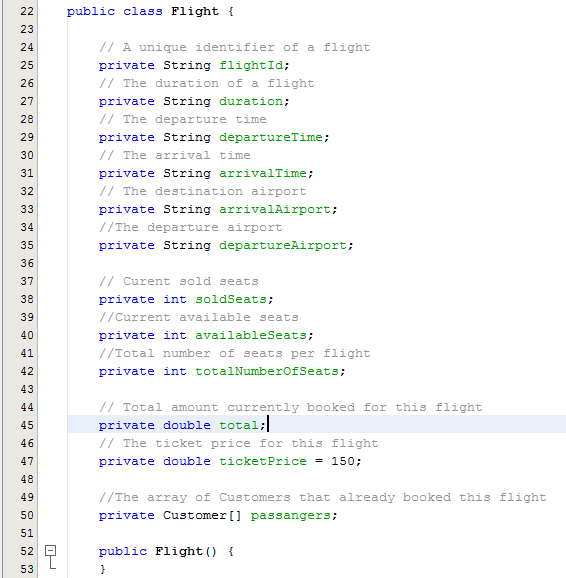 22 public class Flight {
23
24 // A unique identifier of a flight
25 private String flightId;
26 // The duration of a flight
27 private String duration;
28 // The departure time
29 private String departureTime;
30 // The arrival time
31 private String arrivalTime;
32 // The destination airport
33 private String arrivalAirport;
34 //The departure airport
35 private String departureAirport;
36
37 // Curent sold seats
38 private int soldSeats;
39 //Current available seats
40 private int availableSeats;
41 //Total number of seats per flight
42 private int totalNumberOfSeats;
43
44 // Total amount currently booked for this flight
45 private double total;
46 // The ticket price for this flight
47 private double ticketPrice = 150;
48
49 //The array of Customers that already booked this flight
50 private Customer[] passangers;
51
52 public Flight() {
53 }